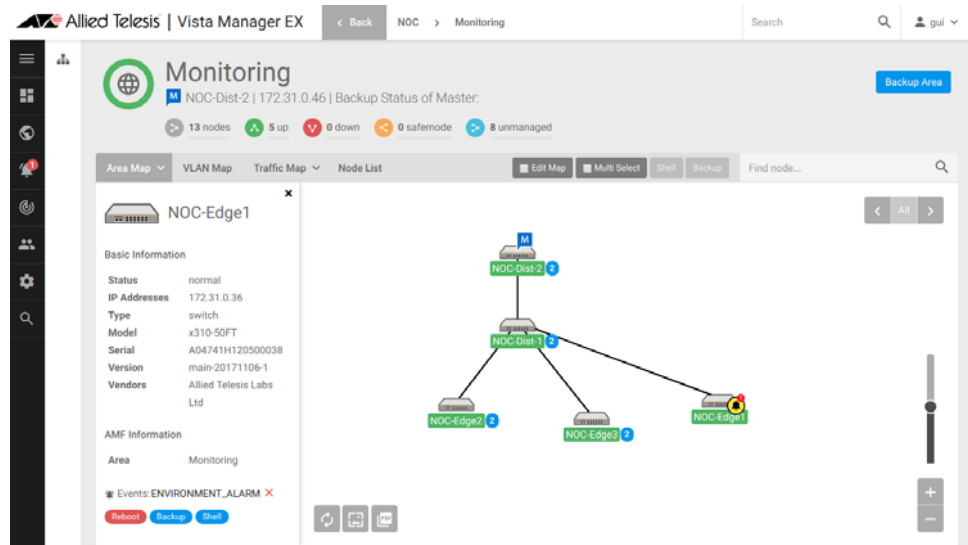 Allied Telesis | Vista Manager EX
Back
NOC > Monitoring
Search
gui
1
Monitoring
M NOC-Dist-2 | 172.31.0.46 | Backup Status of Master:
Backup Area
13 nodes
5 up
0 down
0 safemode
8 unmanaged
Area Map
VLAN Map
Traffic Map
Node List
Edit Map
Multi Select
Shell
Backup
Find node...
NOC-Edge1
×
Basic Information
Status normal
IP Addresses 172.31.0.36
Type switch
Model x310-50FT
Serial A04741H120500038
Version main-20171106-1
Vendors Allied Telesis Labs
Ltd
AMF Information
Area Monitoring
Events: ENVIRONMENT_ALARM ×
Reboot
Backup
Shell
< All >
M
NOC-Dist-2 2
NOC-Dist-1 2
NOC-Edge2 2
NOC-Edge3 2
NOC-Edge1
+
−